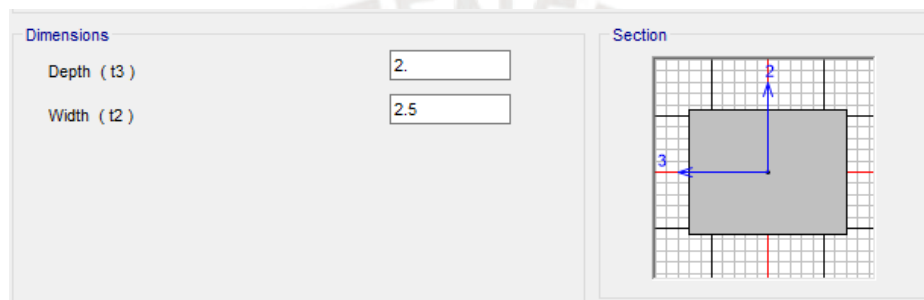 Dimensions
Depth ( t3 )
2.
Width ( t2 )
2.5
Section
2
3